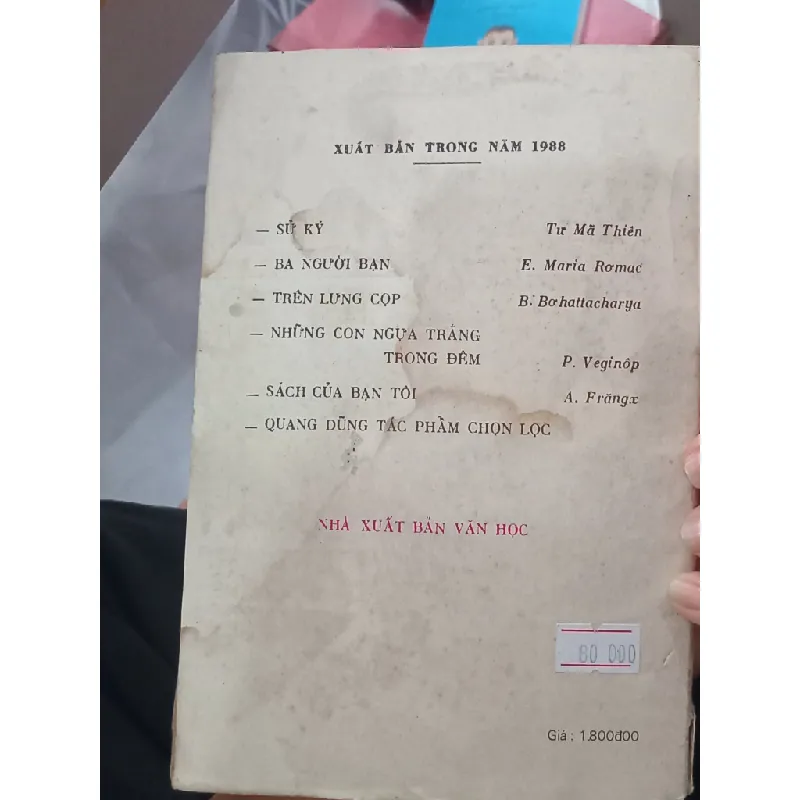 XUẤT BẢN TRONG NĂM 1988
— SỬ KÝ Tư Mã Thiên
— BA NGƯỜI BẠN E. Maria Rơmac
— TRÊN LƯNG CỌP B. Bơhattacharya
— NHỮNG CON NGỰA TRẮNG
TRONG ĐÊM P. Veginôp
— SÁCH CỦA BẠN TÔI A. Frăngx
— QUANG DŨNG TÁC PHẨM CHỌN LỌC
NHÀ XUẤT BẢN VĂN HỌC
80 000
Giá : 1.800đ00